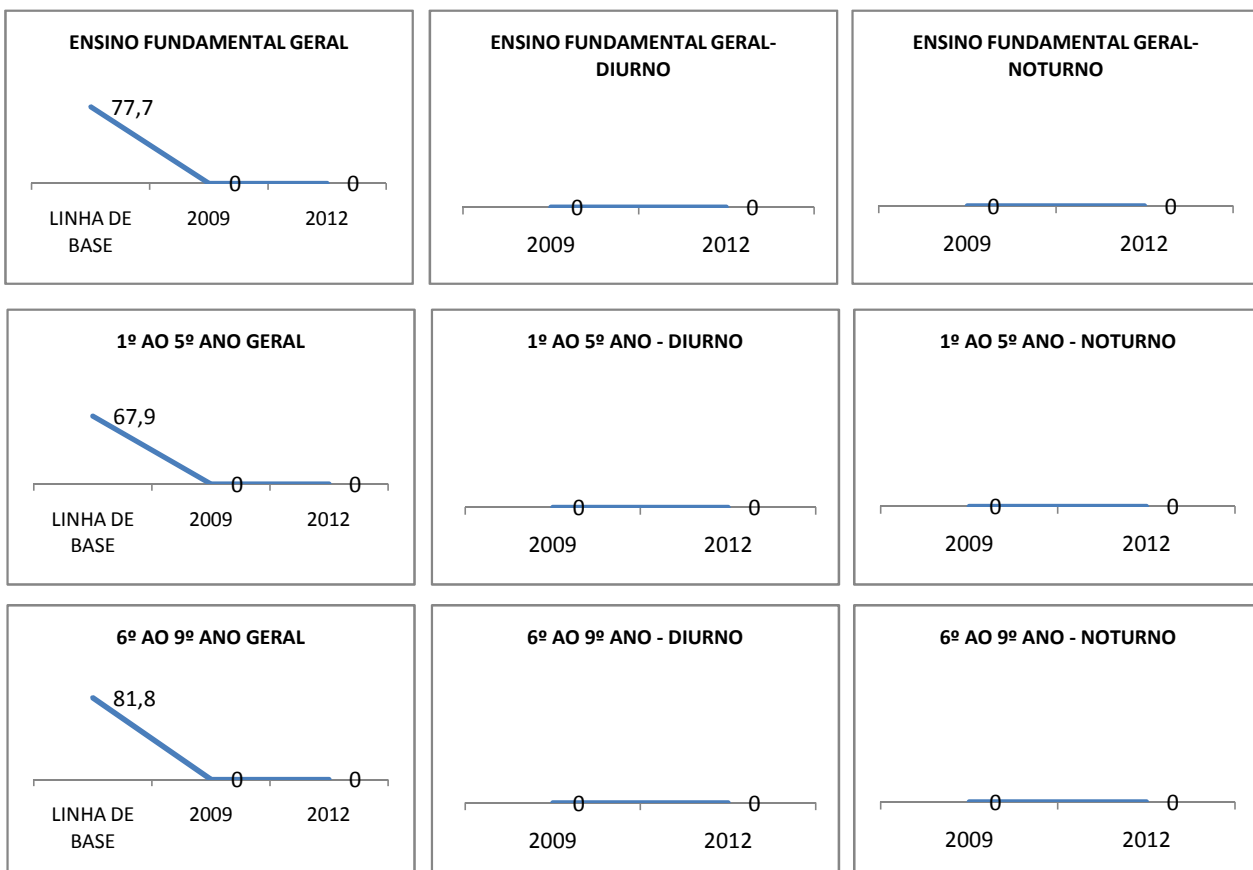 ENSINO FUNDAMENTAL GERAL
77,7
0
0
LINHA DE
BASE
2009
2012
ENSINO FUNDAMENTAL GERAL-
DIURNO
0
0
2009
2012
ENSINO FUNDAMENTAL GERAL-
NOTURNO
0
0
2009
2012
1º AO 5º ANO GERAL
67,9
0
0
LINHA DE
BASE
2009
2012
1º AO 5º ANO - DIURNO
0
0
2009
2012
1º AO 5º ANO - NOTURNO
0
0
2009
2012
6º AO 9º ANO GERAL
81,8
0
0
LINHA DE
BASE
2009
2012
6º AO 9º ANO - DIURNO
0
0
2009
2012
6º AO 9º ANO - NOTURNO
0
0
2009
2012